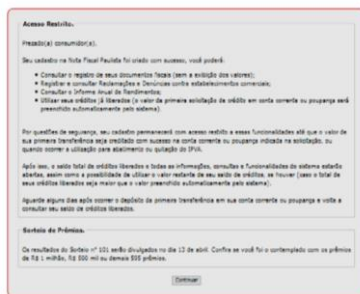 Acesso Restrito.
Prezado(a) consumidor(a).
Seu cadastro na Nota Fiscal Paulista foi criado com sucesso, você poderá:
• Consultar o registro de seus documentos fiscais (sem a exibição dos valores);
• Registrar e consultar Reclamações e Denúncias contra estabelecimentos comerciais;
• Consultar o Informe Anual de Rendimentos;
• Utilizar seus créditos já liberados (o valor da primeira solicitação de crédito em conta corrente ou poupança será
preenchido automaticamente pelo sistema).
Por questões de segurança, seu cadastro permanecerá com acesso restrito a essas funcionalidades até que o valor de
sua primeira transferência seja creditado com sucesso na conta corrente ou poupança indicada na solicitação, ou
quando ocorrer a utilização para abatimento ou quitação do IPVA.
Após isso, o saldo total de créditos liberados e todas as informações, consultas e funcionalidades do sistema estarão
abertas, assim como a possibilidade de utilizar o valor restante de seu saldo de créditos, se houver (caso o total de
seus créditos liberados seja maior que o valor preenchido automaticamente pelo sistema).
Aguarde alguns dias após ocorrer o depósito da primeira transferência em sua conta corrente ou poupança e volte a
consultar seu saldo de créditos liberados.
Sorteio de Prêmios.
Os resultados do Sorteio nº 101 serão divulgados no dia 13 de abril. Confira se você foi o contemplado com os prêmios
de R$ 1 milhão, R$ 500 mil ou demais 585 prêmios.
Continuar